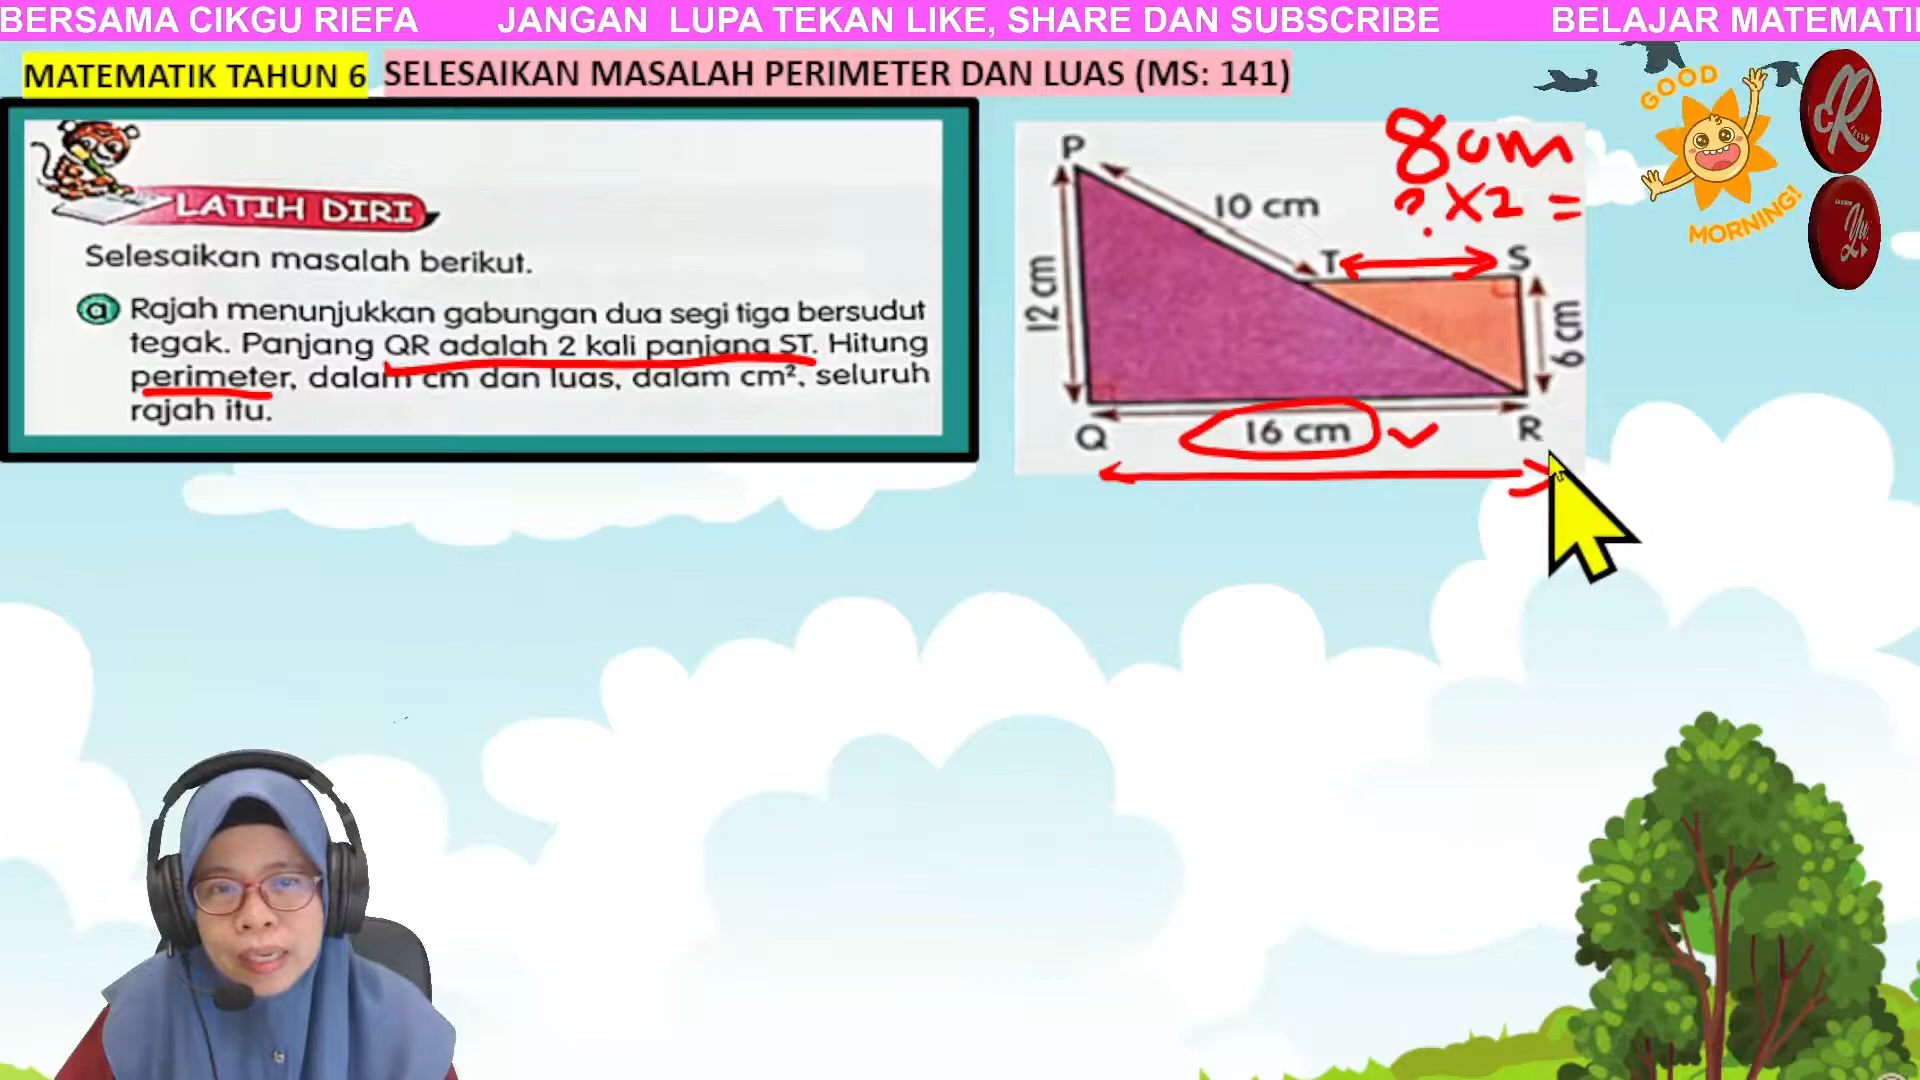 BERSAMA CIKGU RIEFA JANGAN LUPA TEKAN LIKE, SHARE DAN SUBSCRIBE BELAJAR MATEMATI
MATEMATIK TAHUN 6 SELESAIKAN MASALAH PERIMETER DAN LUAS (MS: 141)
LATIH DIRI
Selesaikan masalah berikut.
a Rajah menunjukkan gabungan dua segi tiga bersudut
tegak. Panjang QR adalah 2 kali panjang ST. Hitung
perimeter, dalam cm dan luas, dalam cm², seluruh
rajah itu.
P
10 cm
8cm
? x2 =
T
S
12 cm
6 cm
Q
16 cm
R
GOOD
MORNING!
CR